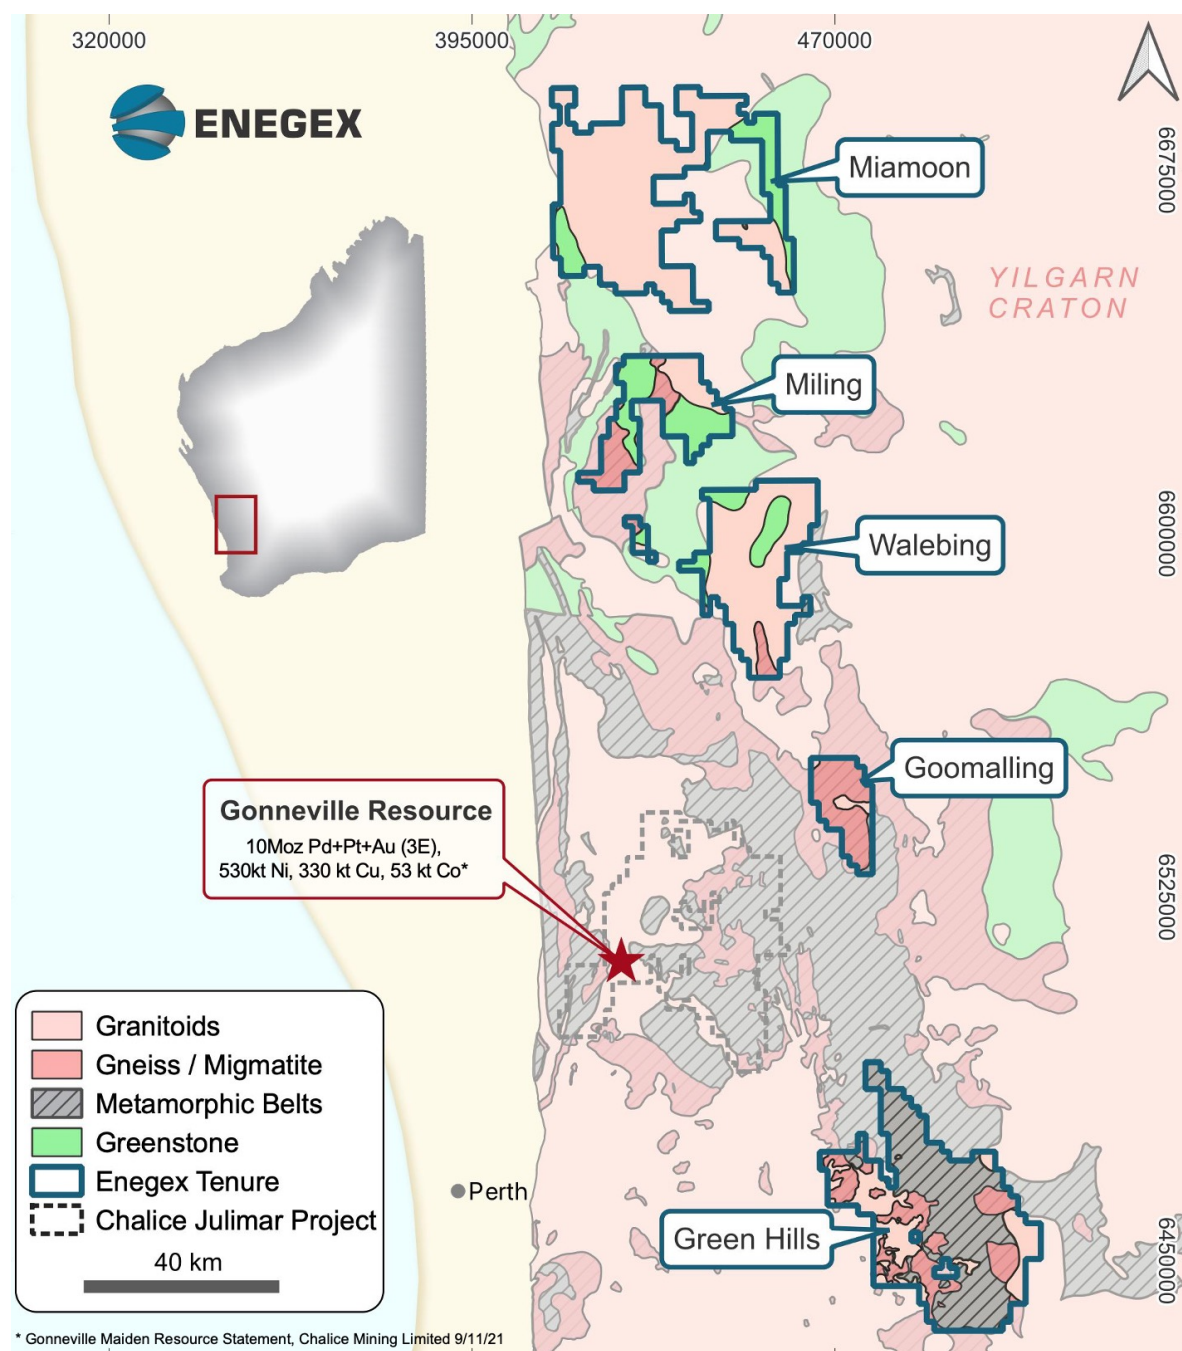 320000
395000
470000
ENEGEX
6675000
Miamoon
YILGARN
CRATON
Miling
6600000
Walebing
Goomalling
Gonneville Resource
10Moz Pd+Pt+Au (3E),
530kt Ni, 330 kt Cu, 53 kt Co*
6525000
Granitoids
Gneiss / Migmatite
Metamorphic Belts
Greenstone
Enegex Tenure
Chalice Julimar Project
40 km
Perth
Green Hills
6450000
* Gonneville Maiden Resource Statement, Chalice Mining Limited 9/11/21